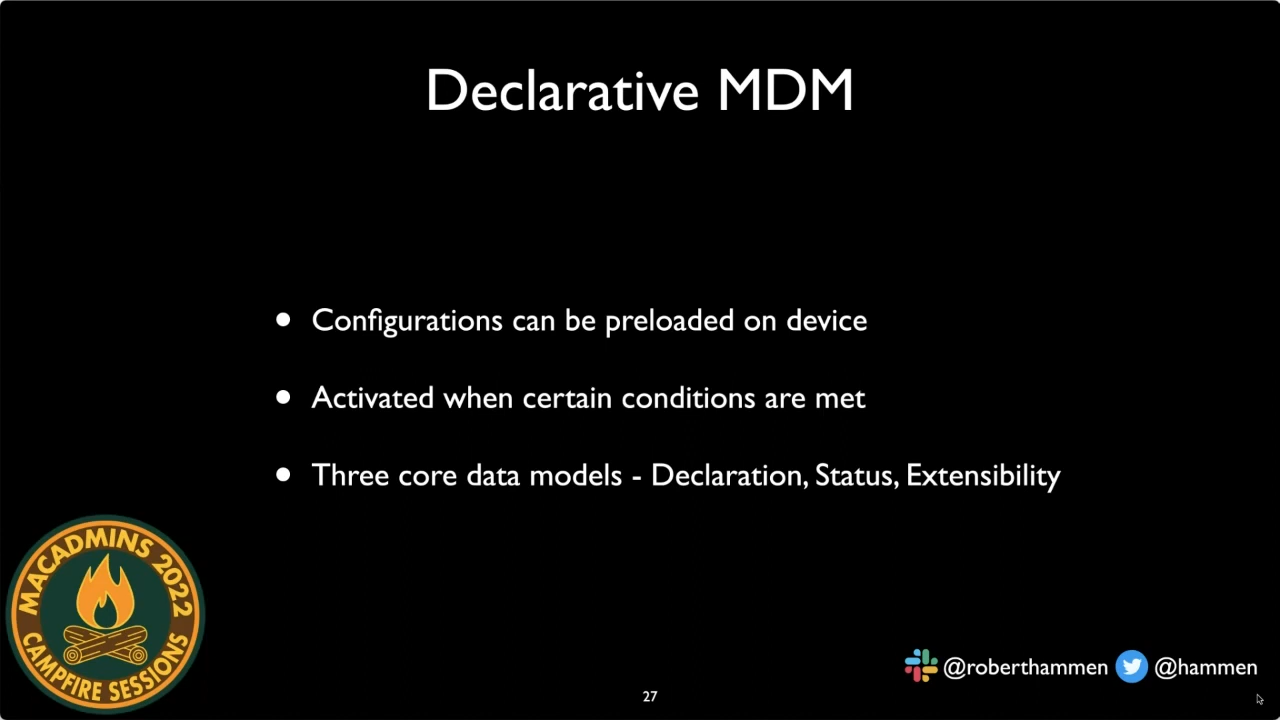 Declarative MDM
• Configurations can be preloaded on device
• Activated when certain conditions are met
• Three core data models - Declaration, Status, Extensibility
MACADMINS 2022
CAMPFIRE SESSIONS
@roberthammen @hammen
27